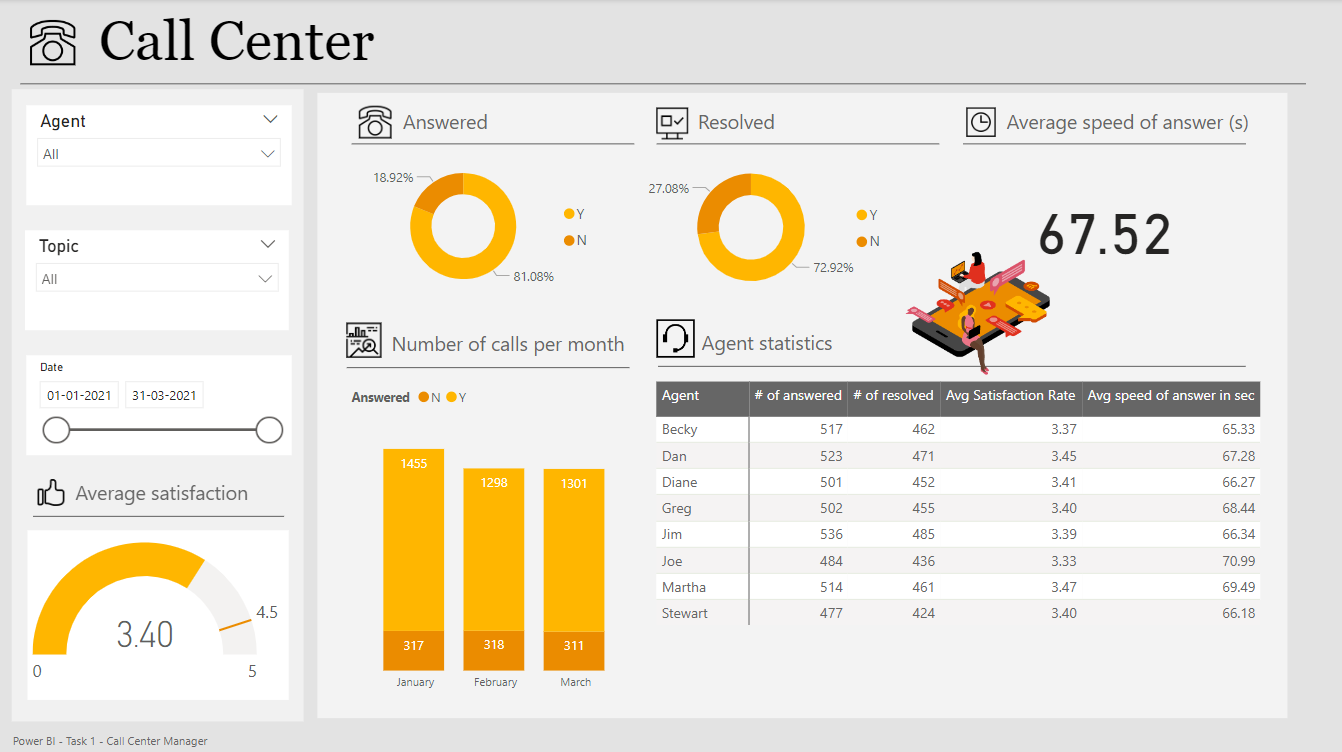 Call Center
Agent
All
Topic
All
Date
01-01-2021 31-03-2021
Average satisfaction
3.40
4.5
0 5
Answered
18.92%
81.08%
Y
N
Resolved
27.08%
72.92%
Y
N
Average speed of answer (s)
67.52
Number of calls per month
Answered N Y
1455 1298 1301
317 318 311
January February March
Agent statistics
Agent # of answered # of resolved Avg Satisfaction Rate Avg speed of answer in sec
Becky 517 462 3.37 65.33
Dan 523 471 3.45 67.28
Diane 501 452 3.41 66.27
Greg 502 455 3.40 68.44
Jim 536 485 3.39 66.34
Joe 484 436 3.33 70.99
Martha 514 461 3.47 69.49
Stewart 477 424 3.40 66.18
Power BI - Task 1 - Call Center Manager